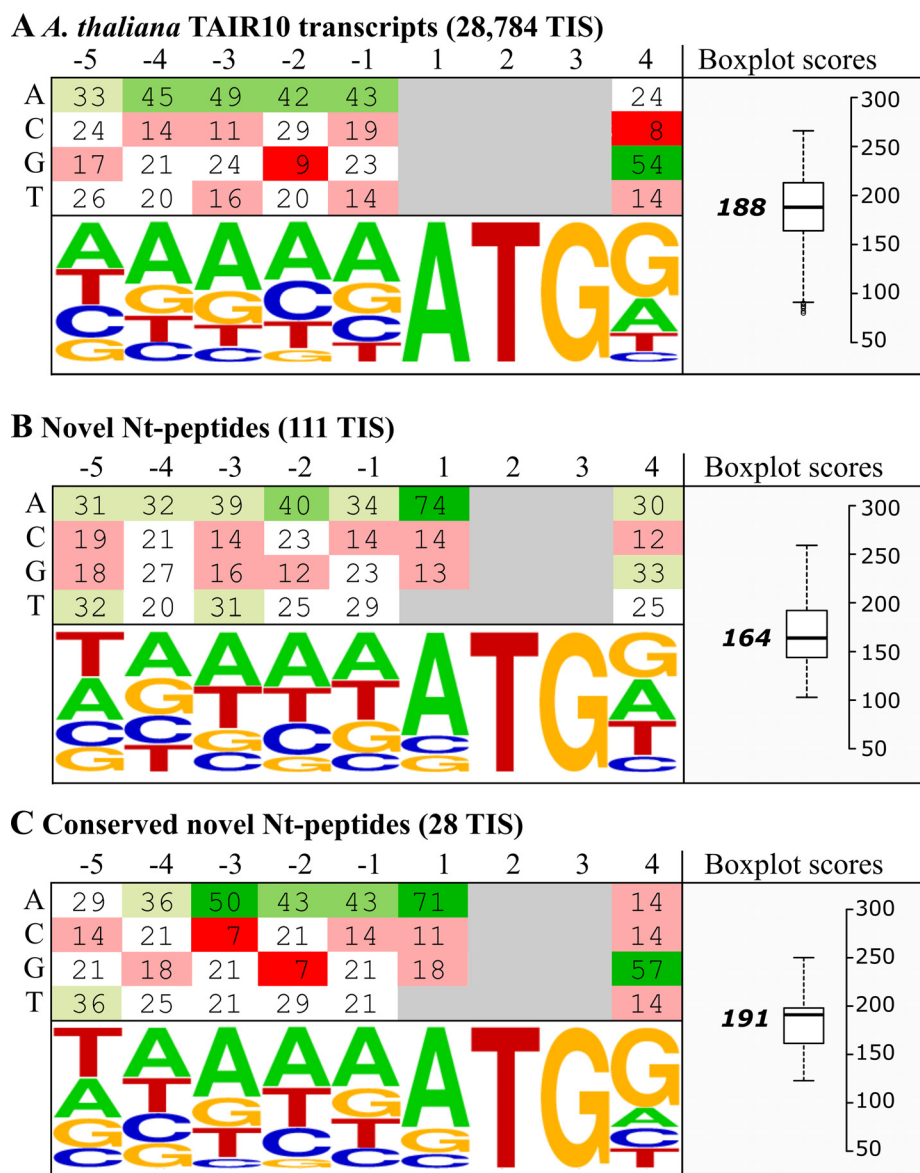 A A. thaliana TAIR10 transcripts (28,784 TIS)
-5 -4 -3 -2 -1 1 2 3 4 Boxplot scores
A 33 45 49 42 43 24
C 24 14 11 29 19 8
G 17 21 24 9 23 54
T 26 20 16 20 14 14
300
250
200
188
150
100
50
A A A A A A T G G
T G G C G A
C T T T C T
G C C G T C
B Novel Nt-peptides (111 TIS)
-5 -4 -3 -2 -1 1 2 3 4 Boxplot scores
A 31 32 39 40 34 74 30
C 19 21 14 23 14 14 12
G 18 27 16 12 23 13 33
T 32 20 31 25 29 25
300
250
200
164
150
100
50
T A A A A A T G G
A G T T T C A
C C G C G G T
G T C G C C
C Conserved novel Nt-peptides (28 TIS)
-5 -4 -3 -2 -1 1 2 3 4 Boxplot scores
A 29 36 50 43 43 71 14
C 14 21 7 21 14 11 14
G 21 18 21 7 21 18 57
T 36 25 21 29 21 14
300
250
200
191
150
100
50
T A A A A A T G G
A T G T G G A
G C T C T C C
C G C G C T